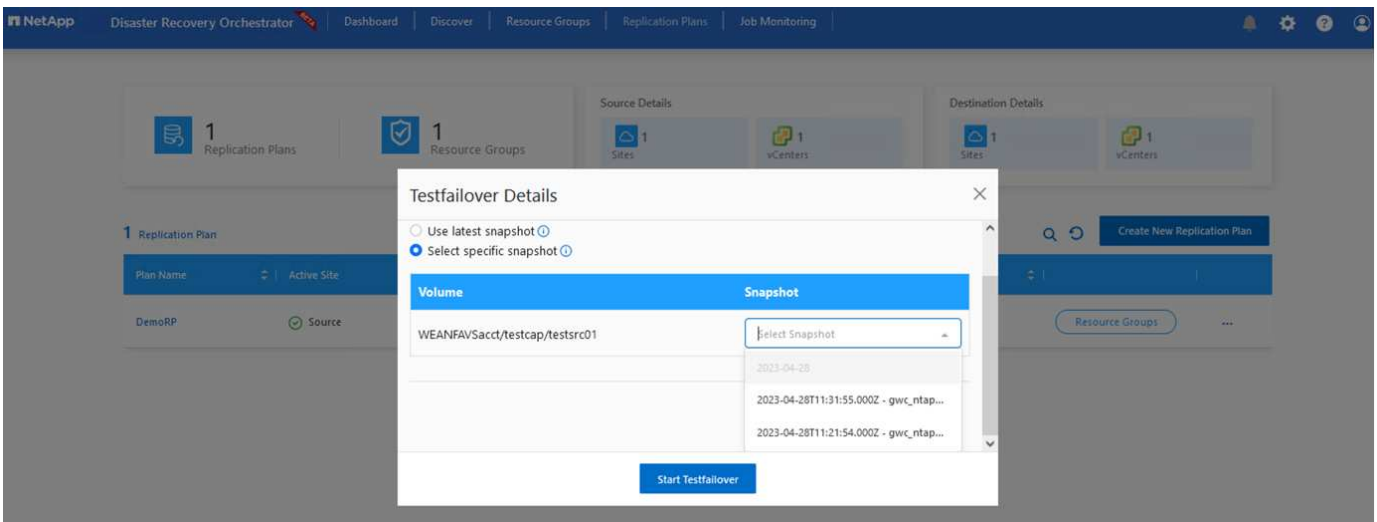 NetApp Disaster Recovery Orchestrator Dashboard Discover Resource Groups Replication Plans Job Monitoring
1
Replication Plans
1
Resource Groups
Source Details
1
Sites
1
vCenters
Destination Details
1
Sites
1
vCenters
Testfailover Details
Use latest snapshot
Select specific snapshot
Volume Snapshot
WEANFAVSacct/testcap/testsrc01 Select Snapshot
2023-04-28
2023-04-28T11:31:55.000Z - gwc_ntap...
2023-04-28T11:21:54.000Z - gwc_ntap...
Start Testfailover
1 Replication Plan Create New Replication Plan
Plan Name Active Site
DemoRP Source Resource Groups ...